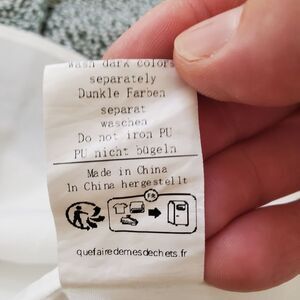 wash dark colors
separately
Dunkle Farben
separat
waschen
Do not iron PU
PU nicht bügeln
Made in China
In China hergestellt
FR
quefairedemesdechets.fr